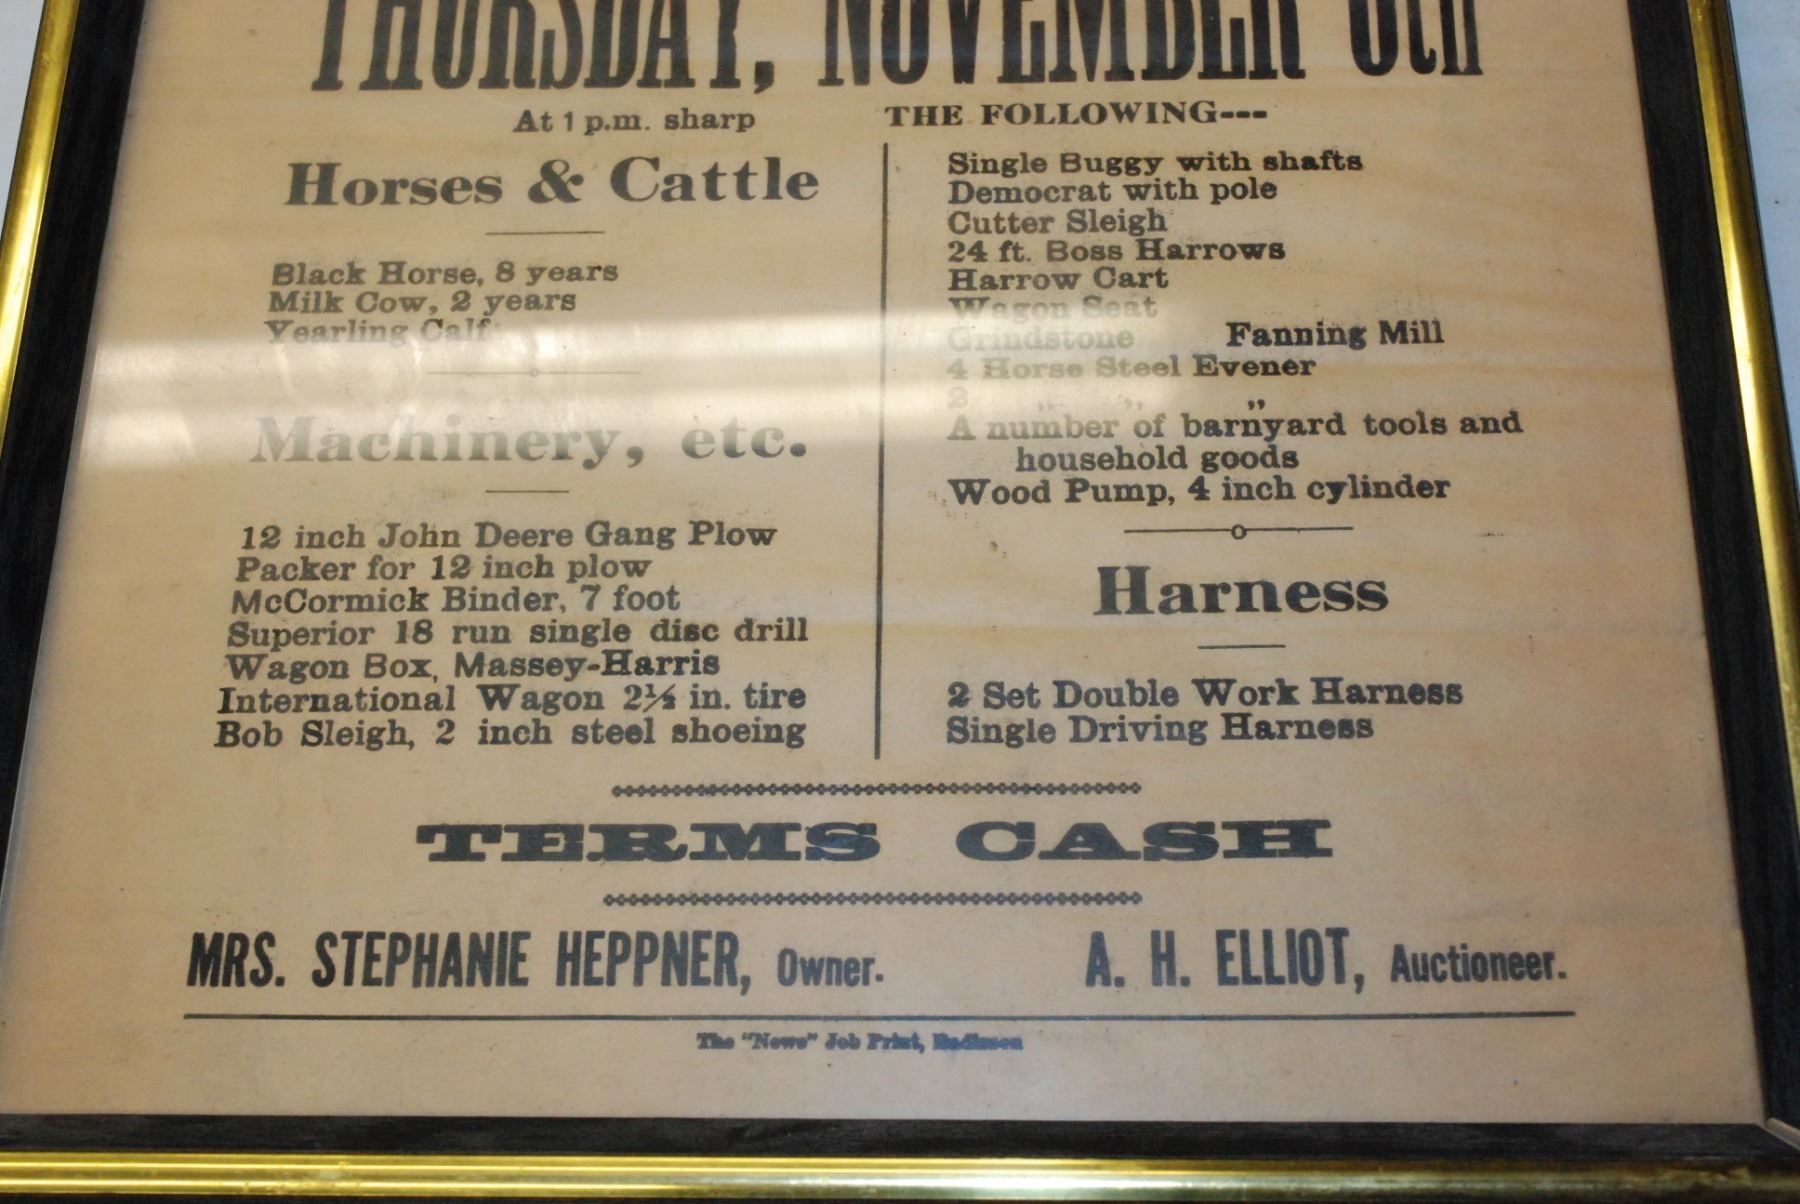 THURSDAY, NOVEMBER 6th
At 1 p.m. sharp
THE FOLLOWING---
Horses & Cattle
Black Horse, 8 years
Milk Cow, 2 years
Yearling Calf
Machinery, etc.
12 inch John Deere Gang Plow
Packer for 12 inch plow
McCormick Binder, 7 foot
Superior 18 run single disc drill
Wagon Box, Massey-Harris
International Wagon 2½ in. tire
Bob Sleigh, 2 inch steel shoeing
Single Buggy with shafts
Democrat with pole
Cutter Sleigh
24 ft. Boss Harrows
Harrow Cart
Wagon Seat
Grindstone Fanning Mill
4 Horse Steel Evener
2 „ „ „
A number of barnyard tools and
household goods
Wood Pump, 4 inch cylinder
Harness
2 Set Double Work Harness
Single Driving Harness
TERMS CASH
MRS. STEPHANIE HEPPNER, Owner.
A. H. ELLIOT, Auctioneer.
The "News" Job Print, Radisson